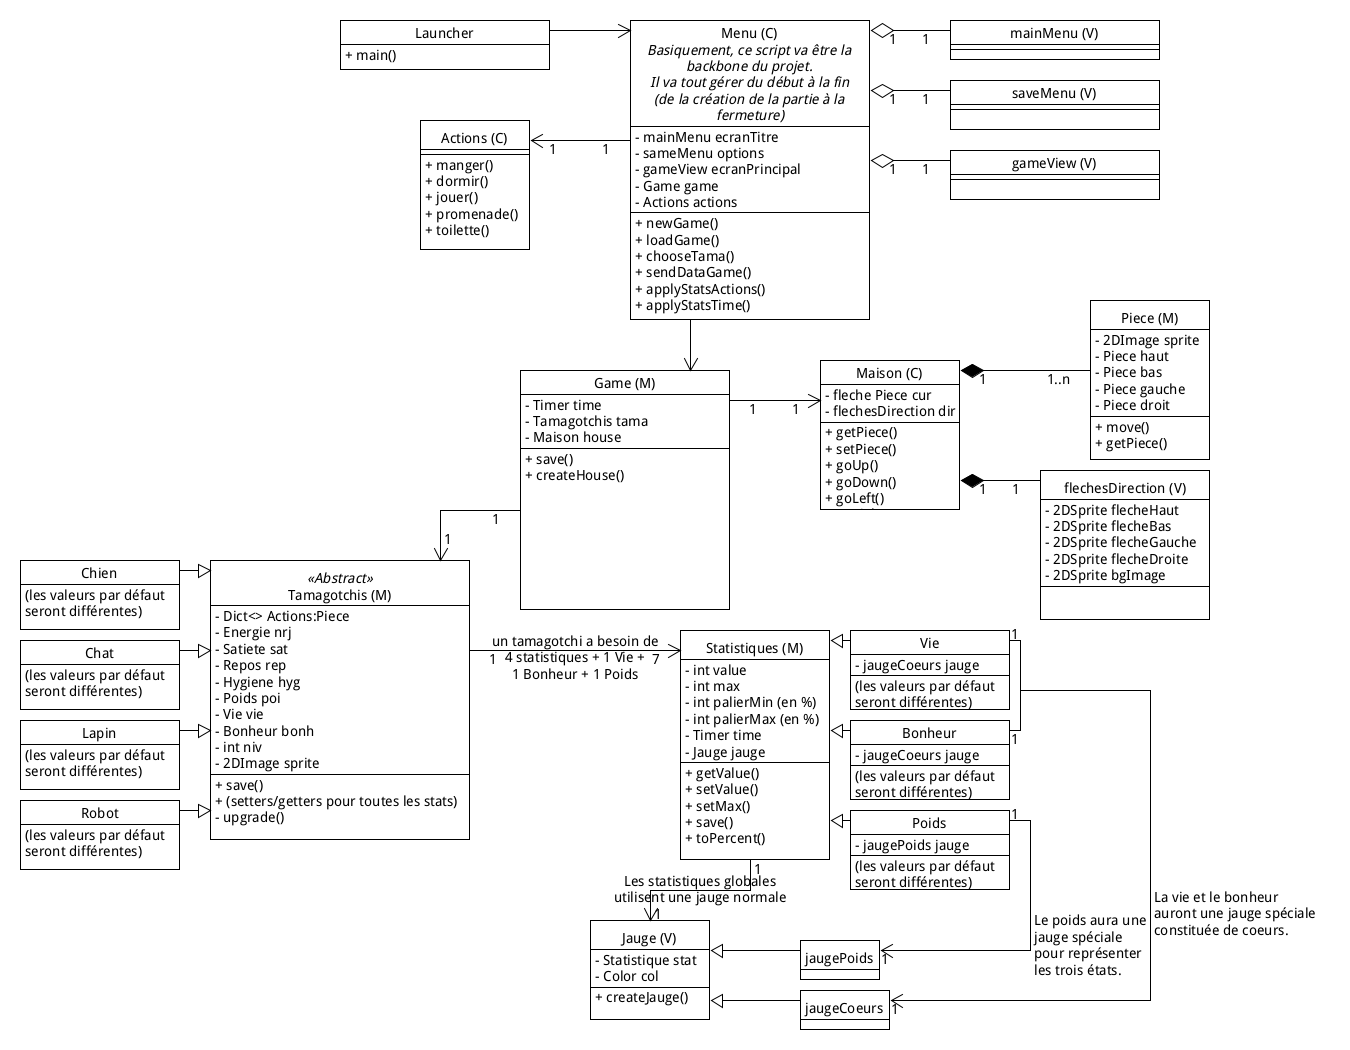 Launcher
+ main()
Menu (C)
Basiquement, ce script va être la
backbone du projet.
Il va tout gérer du début à la fin
(de la création de la partie à la
fermeture)
- mainMenu ecranTitre
- sameMenu options
- gameView ecranPrincipal
- Game game
- Actions actions
+ newGame()
+ loadGame()
+ chooseTama()
+ sendDataGame()
+ applyStatsActions()
+ applyStatsTime()
1 1
mainMenu (V)
1 1
saveMenu (V)
1 1
gameView (V)
Actions (C)
+ manger()
+ dormir()
+ jouer()
+ promenade()
+ toilette()
1 1
Game (M)
- Timer time
- Tamagotchis tama
- Maison house
+ save()
+ createHouse()
1 1
Maison (C)
- fleche Piece cur
- flechesDirection dir
+ getPiece()
+ setPiece()
+ goUp()
+ goDown()
+ goLeft()
1 1..n
Piece (M)
- 2DImage sprite
- Piece haut
- Piece bas
- Piece gauche
- Piece droit
+ move()
+ getPiece()
1 1
flechesDirection (V)
- 2DSprite flecheHaut
- 2DSprite flecheBas
- 2DSprite flecheGauche
- 2DSprite flecheDroite
- 2DSprite bgImage
1
1
Chien
(les valeurs par défaut
seront différentes)
Chat
(les valeurs par défaut
seront différentes)
Lapin
(les valeurs par défaut
seront différentes)
Robot
(les valeurs par défaut
seront différentes)
«Abstract»
Tamagotchis (M)
- Dict<> Actions:Piece
- Energie nrj
- Satiete sat
- Repos rep
- Hygiene hyg
- Poids poi
- Vie vie
- Bonheur bonh
- int niv
- 2DImage sprite
+ save()
+ (setters/getters pour toutes les stats)
- upgrade()
un tamagotchi a besoin de
1 4 statistiques + 1 Vie + 7
1 Bonheur + 1 Poids
Statistiques (M)
- int value
- int max
- int palierMin (en %)
- int palierMax (en %)
- Timer time
- Jauge jauge
+ getValue()
+ setValue()
+ setMax()
+ save()
+ toPercent()
Vie
- jaugeCoeurs jauge
(les valeurs par défaut
seront différentes)
1
Bonheur
- jaugeCoeurs jauge
(les valeurs par défaut
seront différentes)
1
Poids
- jaugePoids jauge
(les valeurs par défaut
seront différentes)
1
1
Les statistiques globales
utilisent une jauge normale
1
Jauge (V)
- Statistique stat
- Color col
+ createJauge()
jaugePoids
1
jaugeCoeurs
1
Le poids aura une
jauge spéciale
pour représenter
les trois états.
La vie et le bonheur
auront une jauge spéciale
constituée de coeurs.